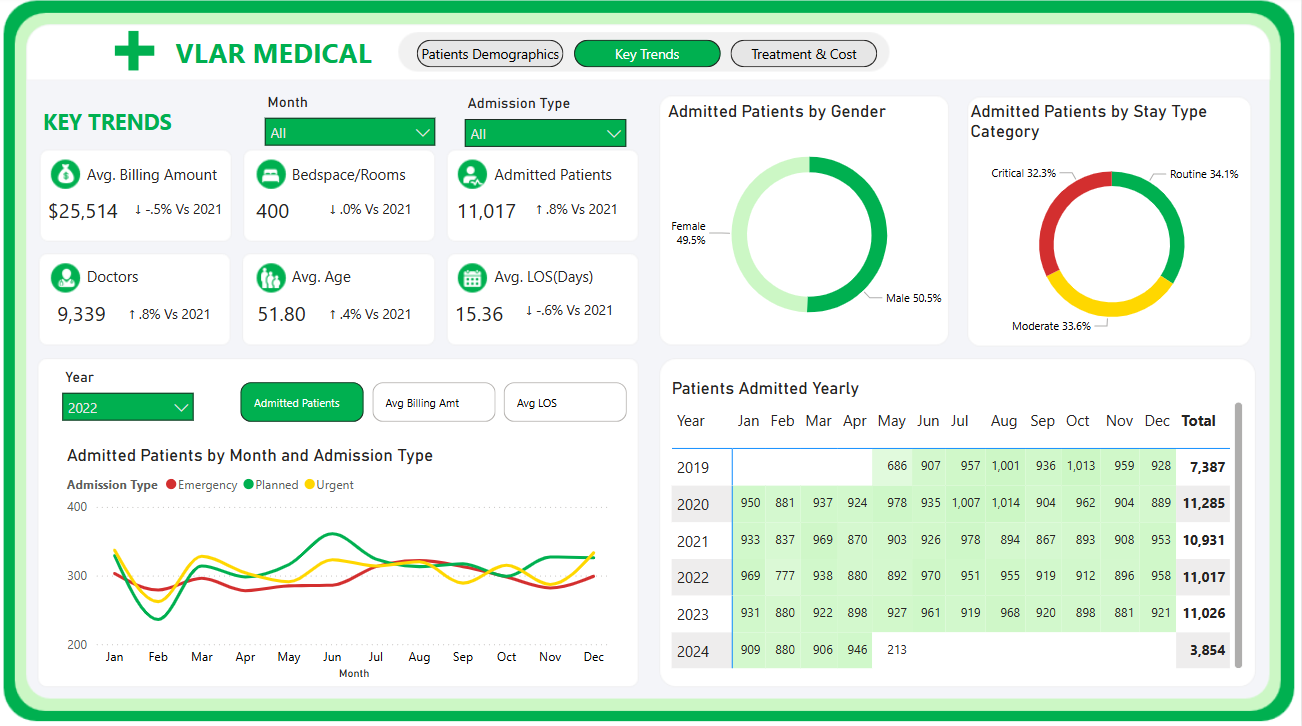 VLAR MEDICAL
Patients Demographics
Key Trends
Treatment & Cost
KEY TRENDS
Month
All
Admission Type
All
Avg. Billing Amount
$25,514 ↓ -.5% Vs 2021
Bedspace/Rooms
400 ↓ .0% Vs 2021
Admitted Patients
11,017 ↑ .8% Vs 2021
Doctors
9,339 ↑ .8% Vs 2021
Avg. Age
51.80 ↑ .4% Vs 2021
Avg. LOS(Days)
15.36 ↓ -.6% Vs 2021
Admitted Patients by Gender
Female
49.5%
Male 50.5%
Admitted Patients by Stay Type
Category
Critical 32.3%
Routine 34.1%
Moderate 33.6%
Year
2022
Admitted Patients
Avg Billing Amt
Avg LOS
Admitted Patients by Month and Admission Type
Admission Type Emergency Planned Urgent
400
300
200
Jan Feb Mar Apr May Jun Jul Aug Sep Oct Nov Dec
Month
Patients Admitted Yearly
Year Jan Feb Mar Apr May Jun Jul Aug Sep Oct Nov Dec Total
2019 686 907 957 1,001 936 1,013 959 928 7,387
2020 950 881 937 924 978 935 1,007 1,014 904 962 904 889 11,285
2021 933 837 969 870 903 926 978 894 867 893 908 953 10,931
2022 969 777 938 880 892 970 951 955 919 912 896 958 11,017
2023 931 880 922 898 927 961 919 968 920 898 881 921 11,026
2024 909 880 906 946 213 3,854